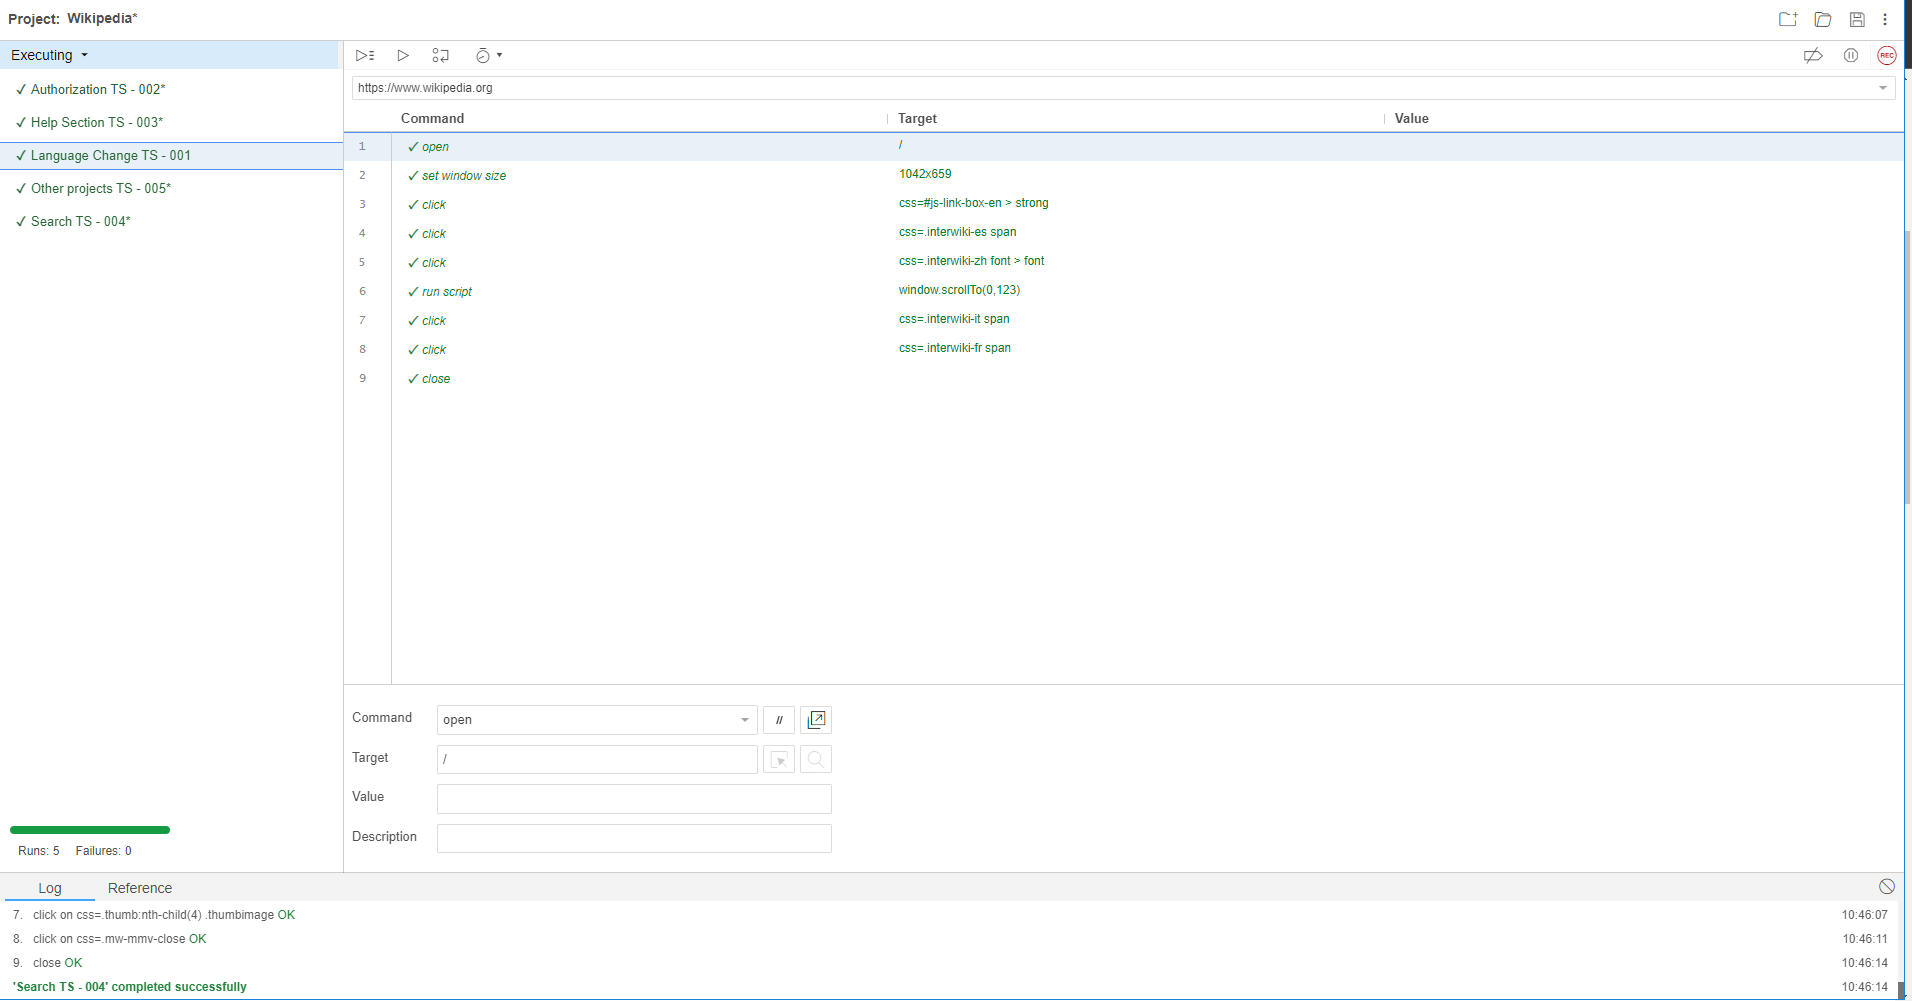 Project: Wikipedia*
Executing
✓ Authorization TS - 002*
✓ Help Section TS - 003*
✓ Language Change TS - 001
✓ Other projects TS - 005*
✓ Search TS - 004*
Runs: 5 Failures: 0
REC
https://www.wikipedia.org
Command Target Value
1 ✓ open /
2 ✓ set window size 1042x659
3 ✓ click css=#js-link-box-en > strong
4 ✓ click css=.interwiki-es span
5 ✓ click css=.interwiki-zh font > font
6 ✓ run script window.scrollTo(0,123)
7 ✓ click css=.interwiki-it span
8 ✓ click css=.interwiki-fr span
9 ✓ close
Command open //
Target /
Value
Description
Log Reference
7. click on css=.thumb:nth-child(4) .thumbimage OK 10:46:07
8. click on css=.mw-mmv-close OK 10:46:11
9. close OK 10:46:14
'Search TS - 004' completed successfully 10:46:14